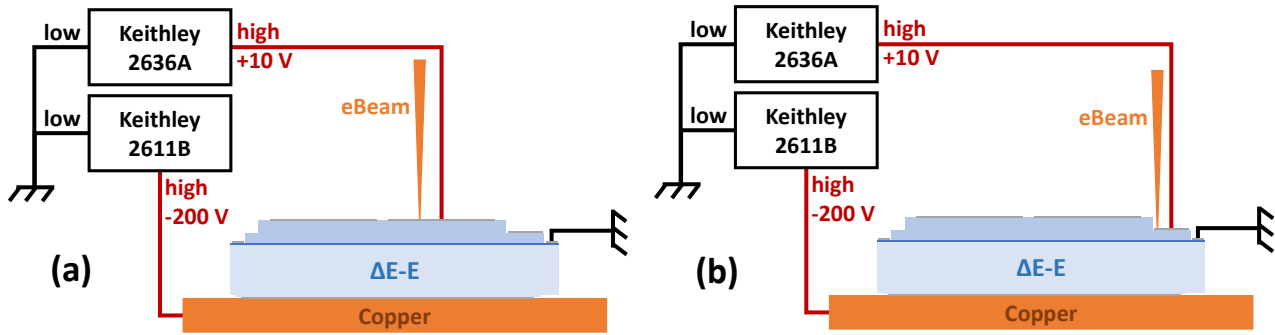 low
Keithley
2636A
high
+10 V
low
Keithley
2611B
eBeam
high
-200 V
(a)
ΔE-E
Copper
low
Keithley
2636A
high
+10 V
low
Keithley
2611B
eBeam
high
-200 V
(b)
ΔE-E
Copper